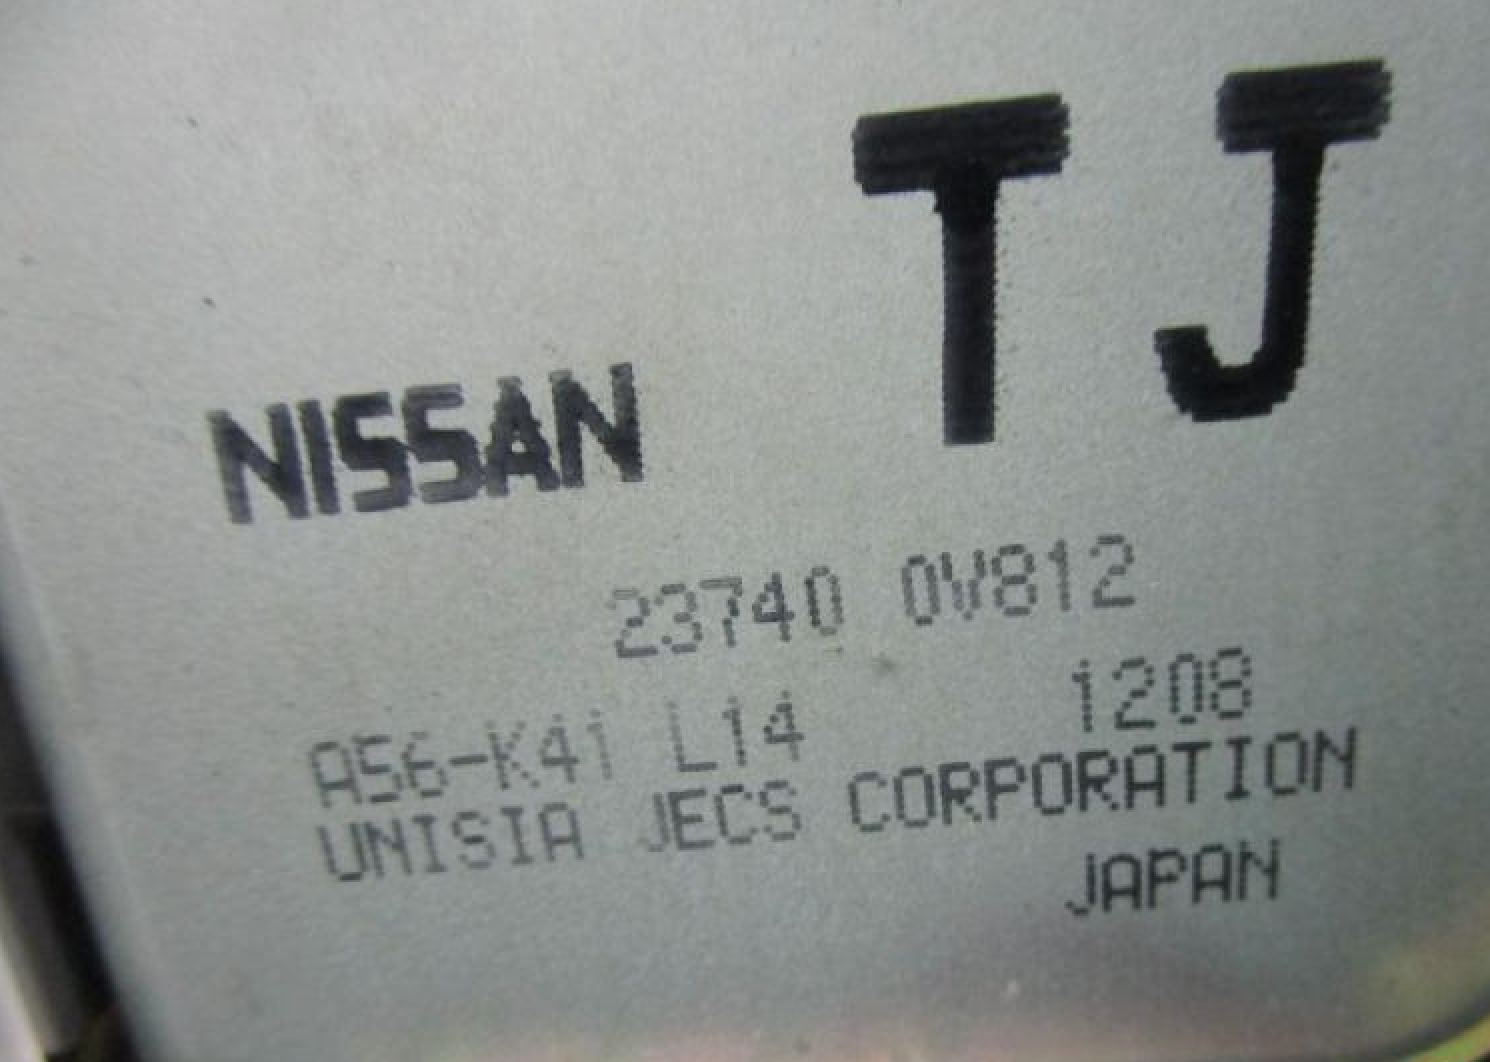 TJ
NISSAN
23740 0V812
A56-K41 L14 1208
UNISIA JECS CORPORATION
JAPAN